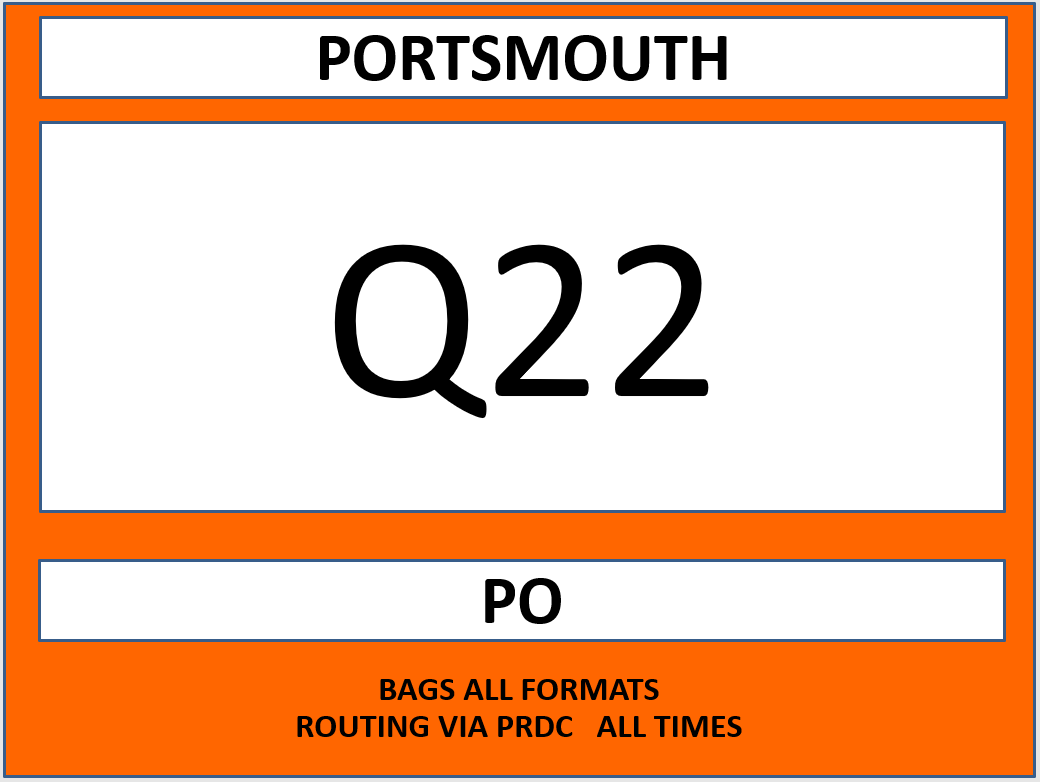 PORTSMOUTH
Q22
PO
BAGS ALL FORMATS
ROUTING VIA PRDC   ALL TIMES